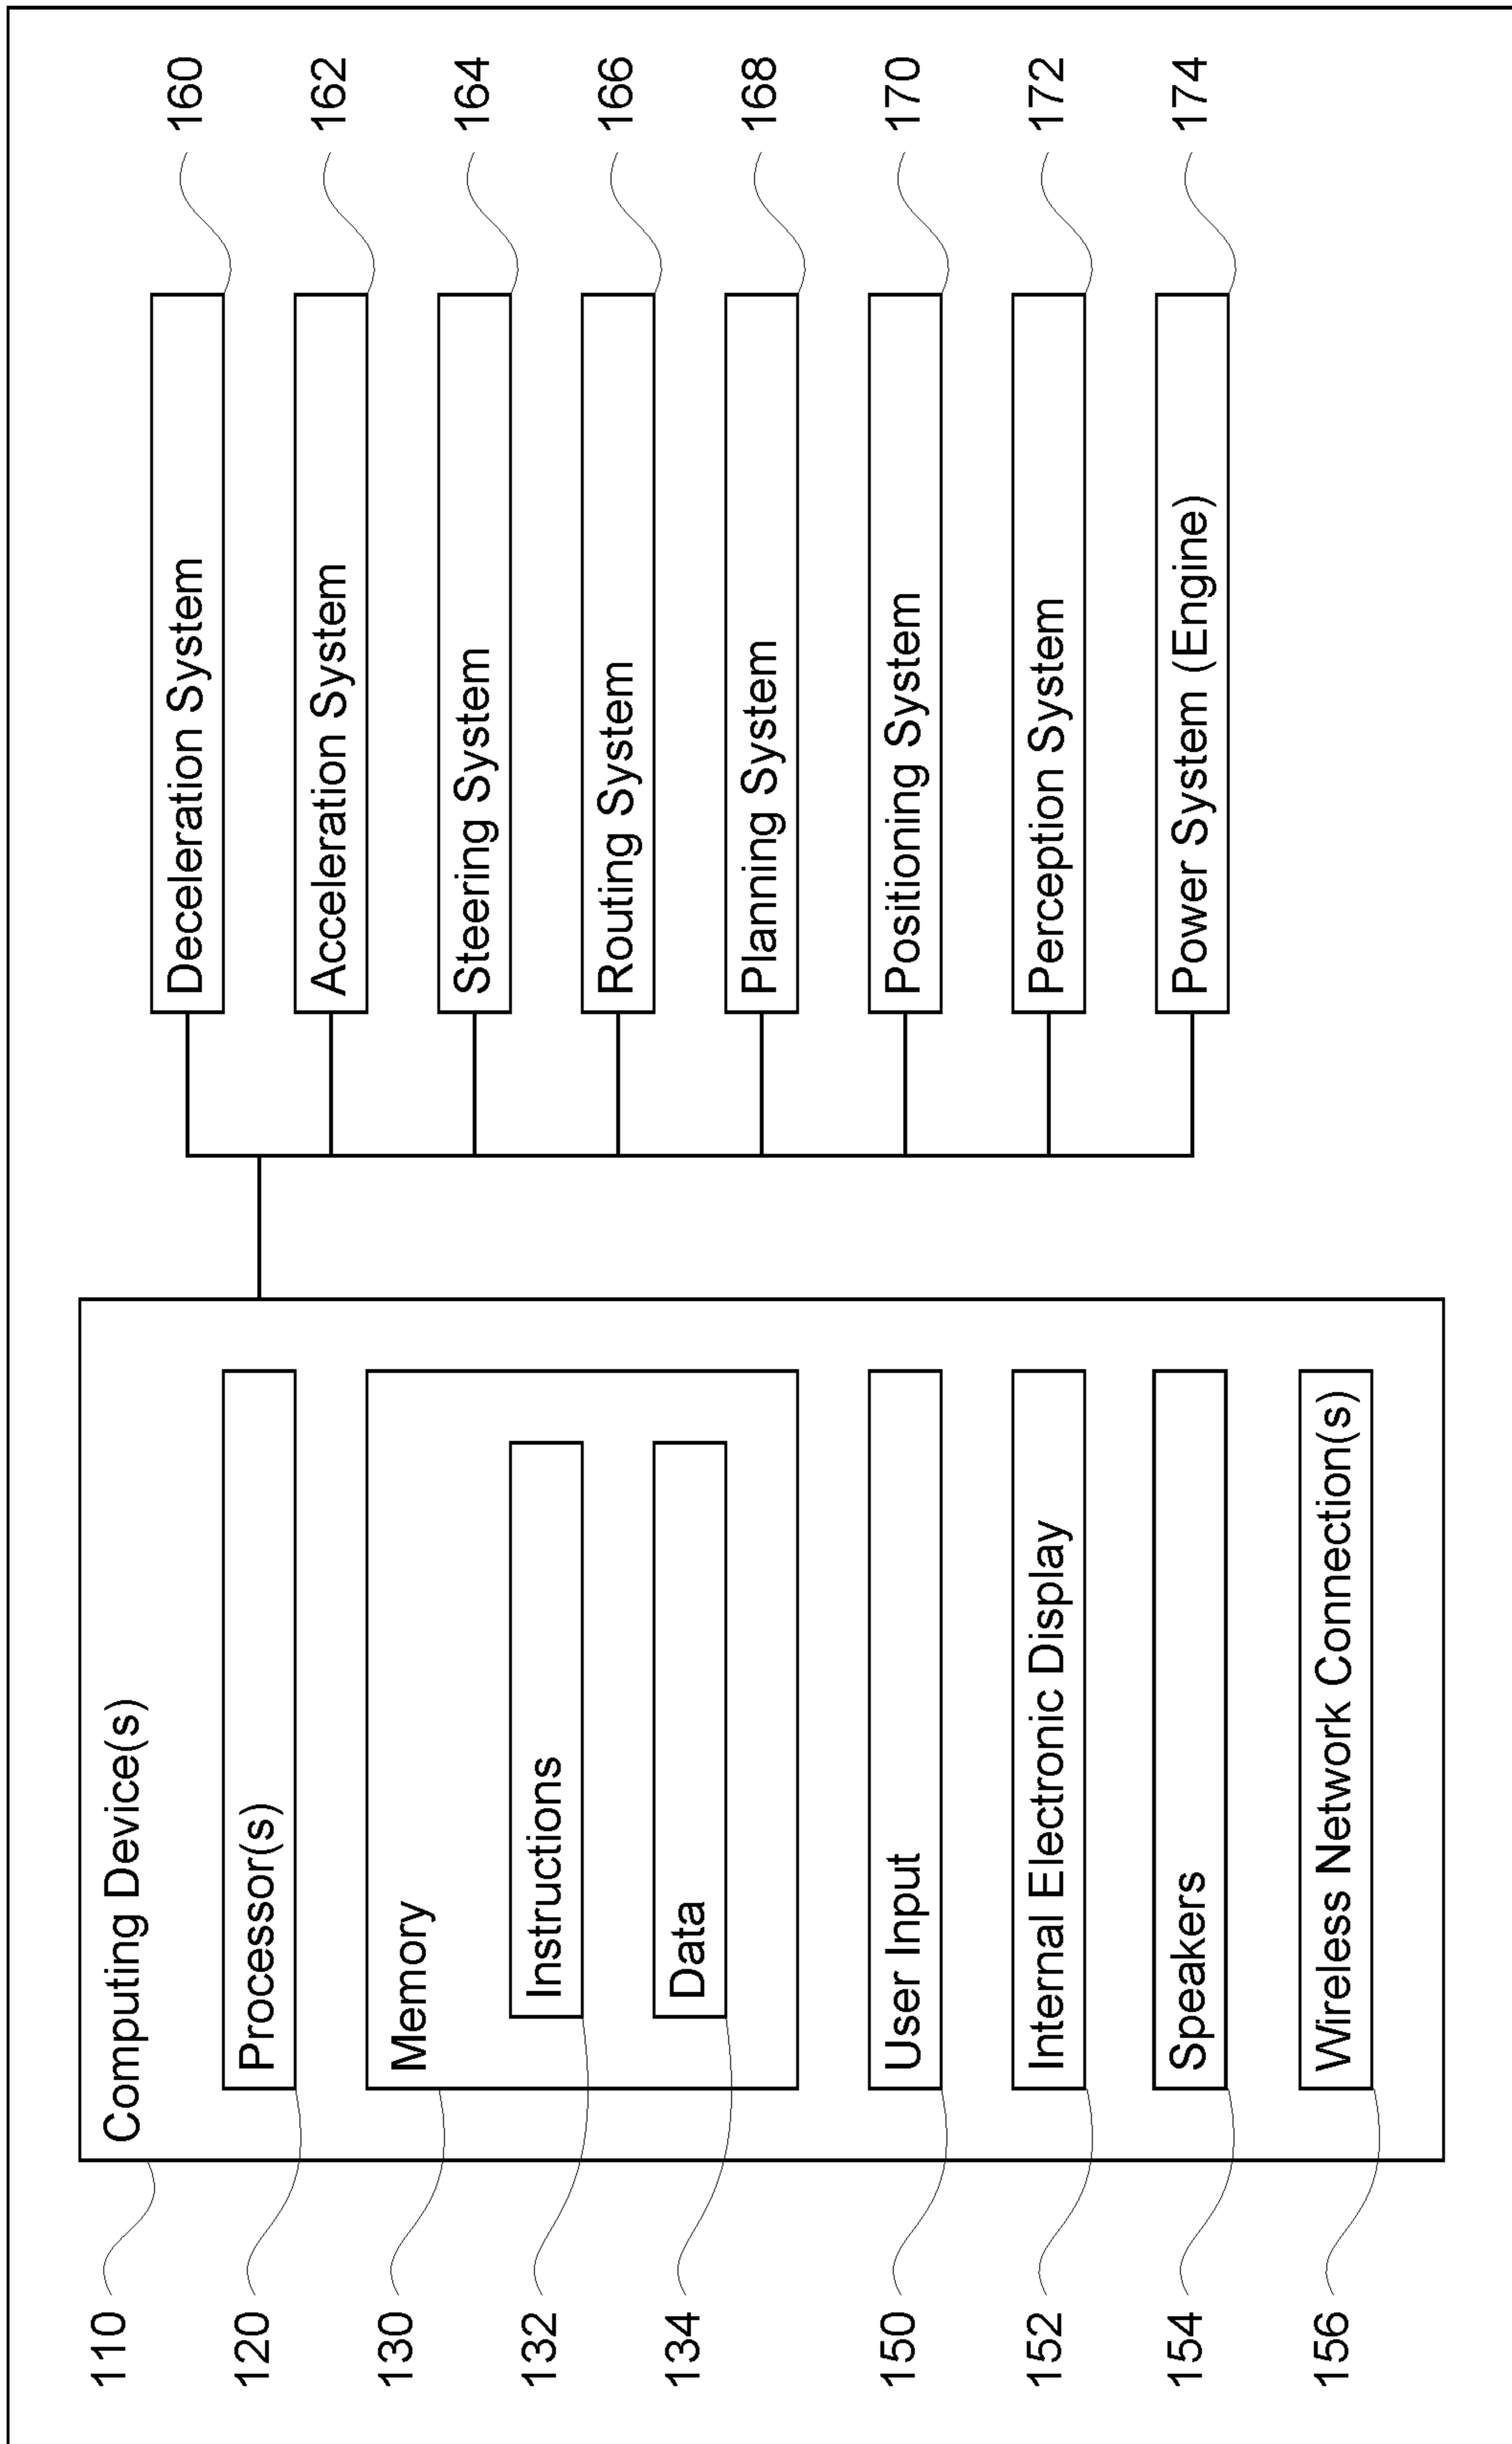 110
Computing Device(s)
120
Processor(s)
130
Memory
132
Instructions
134
Data
150
User Input
152
Internal Electronic Display
154
Speakers
156
Wireless Network Connection(s)
Deceleration System
160
Acceleration System
162
Steering System
164
Routing System
166
Planning System
168
Positioning System
170
Perception System
172
Power System (Engine)
174